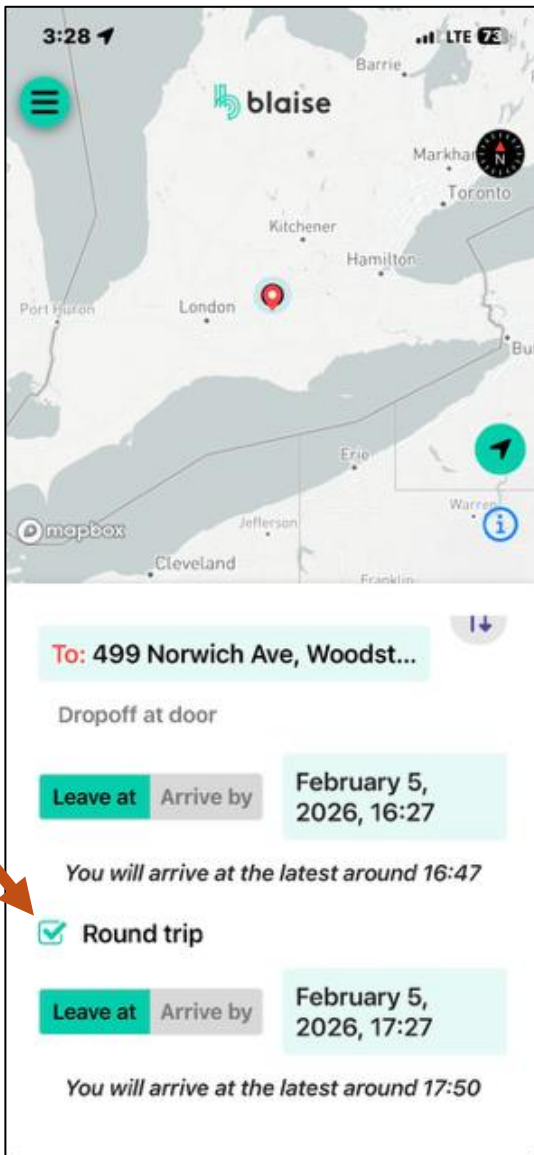 3:28
LTE 73
Barrie
blaise
Markham
N
Toronto
Kitchener
Hamilton
Port Huron
London
Erie
Warren
i
mapbox
Jefferson
Cleveland
Franklin
To: 499 Norwich Ave, Woodst...
Dropoff at door
Leave at Arrive by
February 5,
2026, 16:27
You will arrive at the latest around 16:47
Round trip
Leave at Arrive by
February 5,
2026, 17:27
You will arrive at the latest around 17:50